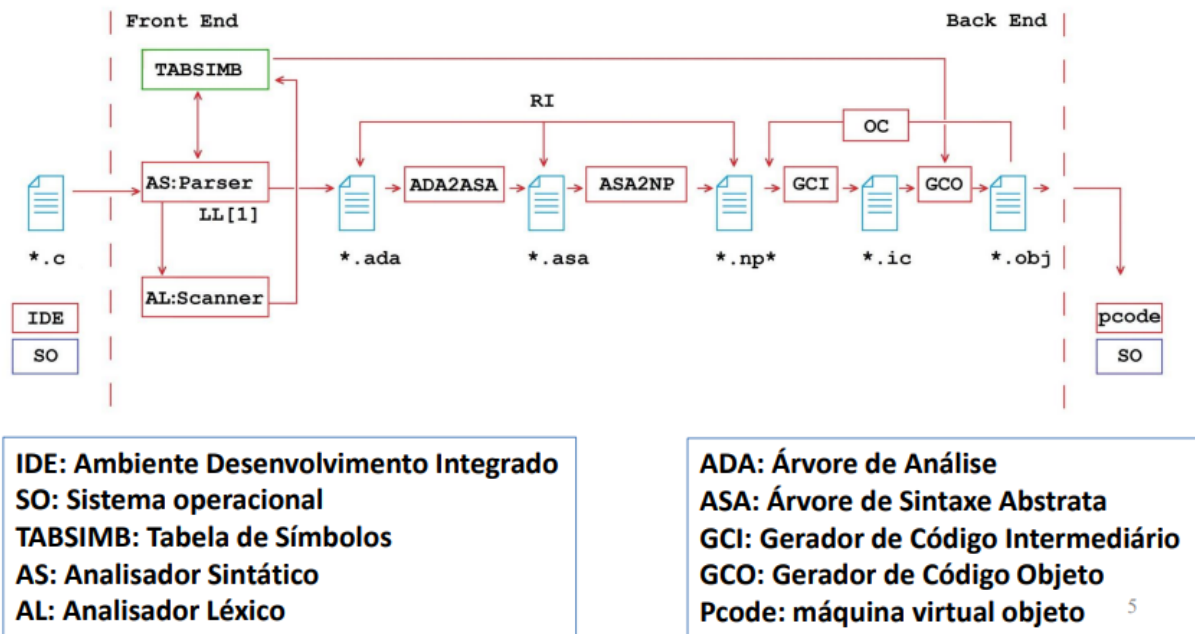 Front End
Back End
TABSIMB
RI
OC
AS:Parser
ADA2ASA
ASA2NP
GCI
GCO
LL[1]
*.c
*.ada
*.asa
*.np*
*.ic
*.obj
AL:Scanner
IDE
SO
pcode
SO
IDE: Ambiente Desenvolvimento Integrado
SO: Sistema operacional
TABSIMB: Tabela de Símbolos
AS: Analisador Sintático
AL: Analisador Léxico
ADA: Árvore de Análise
ASA: Árvore de Sintaxe Abstrata
GCI: Gerador de Código Intermediário
GCO: Gerador de Código Objeto
Pcode: máquina virtual objeto
5